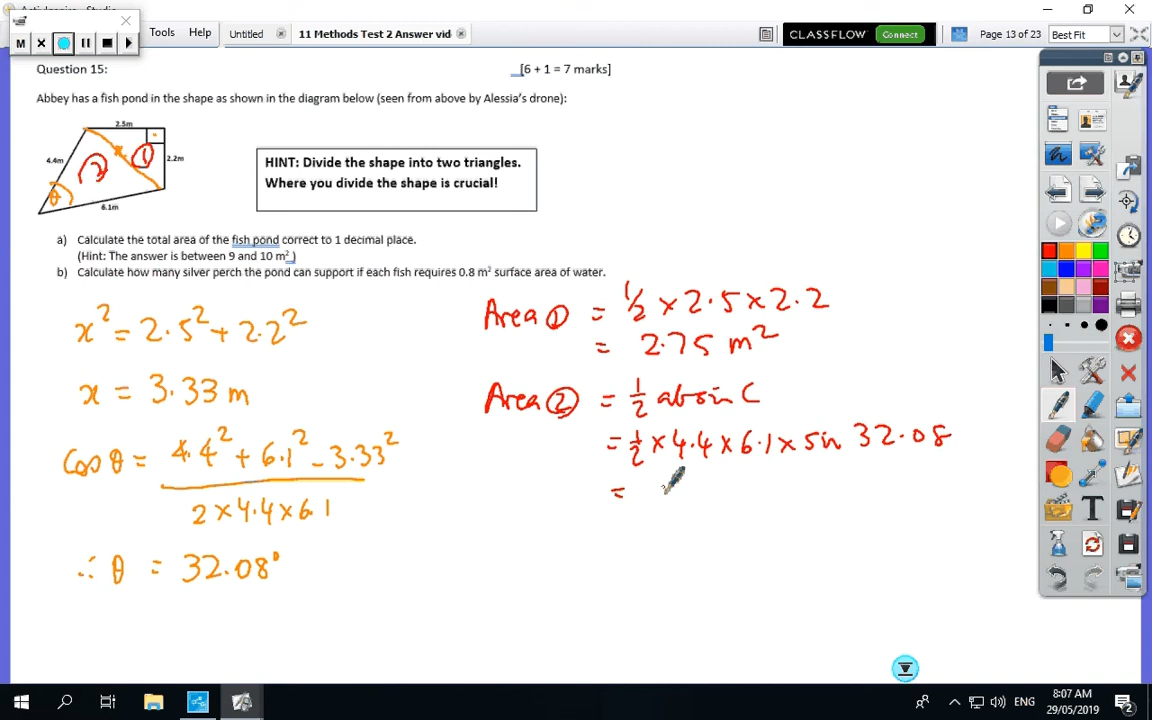 Tools Help
Untitled
11 Methods Test 2 Answer vid
CLASSFLOW Connect
Page 13 of 23
Best Fit
M
Question 15:
[6 + 1 = 7 marks]
Abbey has a fish pond in the shape as shown in the diagram below (seen from above by Alessia's drone):
2.5m
4.4m
2.2m
6.1m
x
1
2
θ
HINT: Divide the shape into two triangles.
Where you divide the shape is crucial!
a) Calculate the total area of the fish pond correct to 1 decimal place.
(Hint: The answer is between 9 and 10 m²)
b) Calculate how many silver perch the pond can support if each fish requires 0.8 m² surface area of water.
x² = 2.5² + 2.2²
x = 3.33 m
Cos θ = 4.4² + 6.1² - 3.33²
2 × 4.4 × 6.1
∴ θ = 32.08°
Area ① = ½ × 2.5 × 2.2
= 2.75 m²
Area ② = ½ ab sin C
= ½ × 4.4 × 6.1 × Sin 32.08
=
T
ENG
8:07 AM
29/05/2019
2